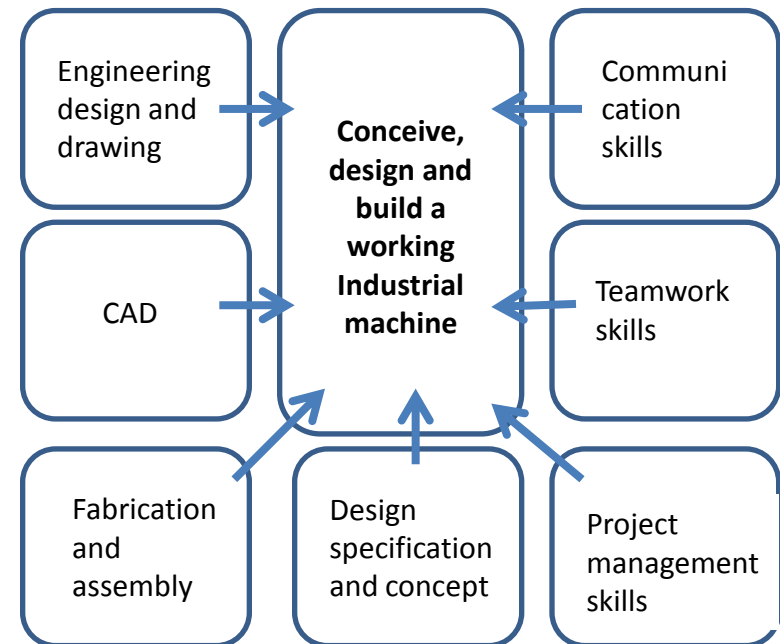 Engineering
design and
drawing
Conceive,
design and
build a
working
Industrial
machine
Communi
cation
skills
CAD
Teamwork
skills
Fabrication
and
assembly
Design
specification
and concept
Project
management
skills